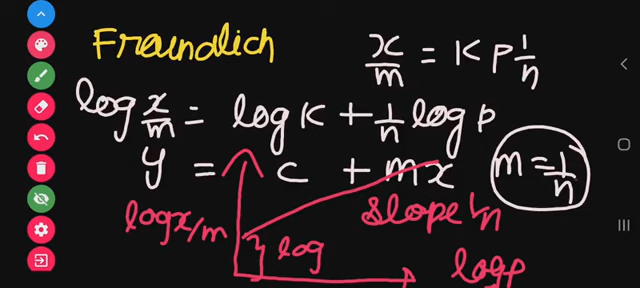 Freundlich
x/m = K P 1/n
log x/m = log K + 1/n log P
y = c + mx
m = 1/n
log x/m
slope 1/n
log
log P